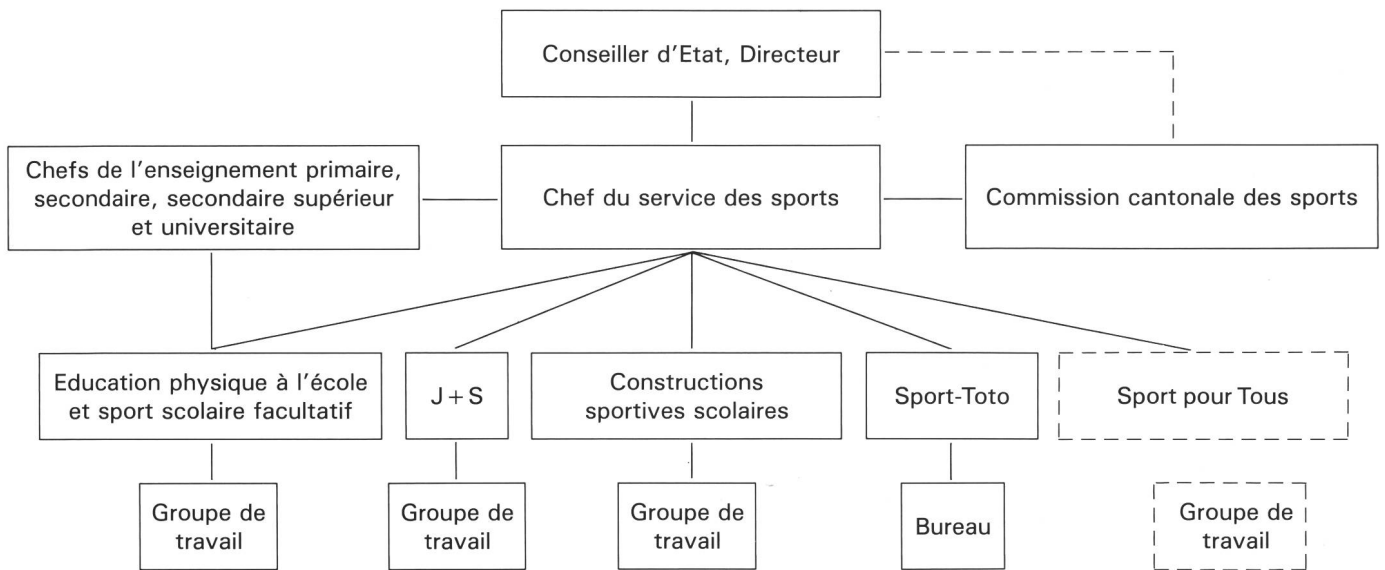 Conseiller d'Etat, Directeur
Chefs de l'enseignement primaire,
secondaire, secondaire supérieur
et universitaire
Chef du service des sports
Commission cantonale des sports
Education physique à l'école
et sport scolaire facultatif
J+S
Constructions
sportives scolaires
Sport-Toto
Sport pour Tous
Groupe de
travail
Groupe de
travail
Groupe de
travail
Bureau
Groupe de
travail